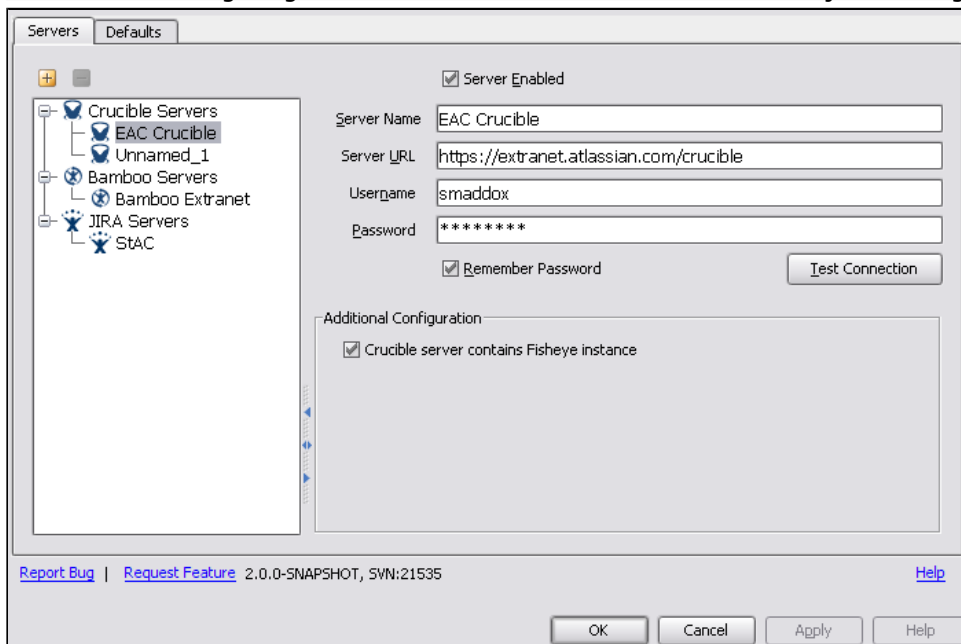 Servers
Defaults
Server Enabled
Crucible Servers
EAC Crucible
Unnamed_1
Bamboo Servers
Bamboo Extranet
JIRA Servers
StAC
Server Name EAC Crucible
Server URL https://extranet.atlassian.com/crucible
Username smaddox
Password ********
Remember Password
Test Connection
Additional Configuration
Crucible server contains Fisheye instance
Report Bug | Request Feature 2.0.0-SNAPSHOT, SVN:21535
Help
OK
Cancel
Apply
Help